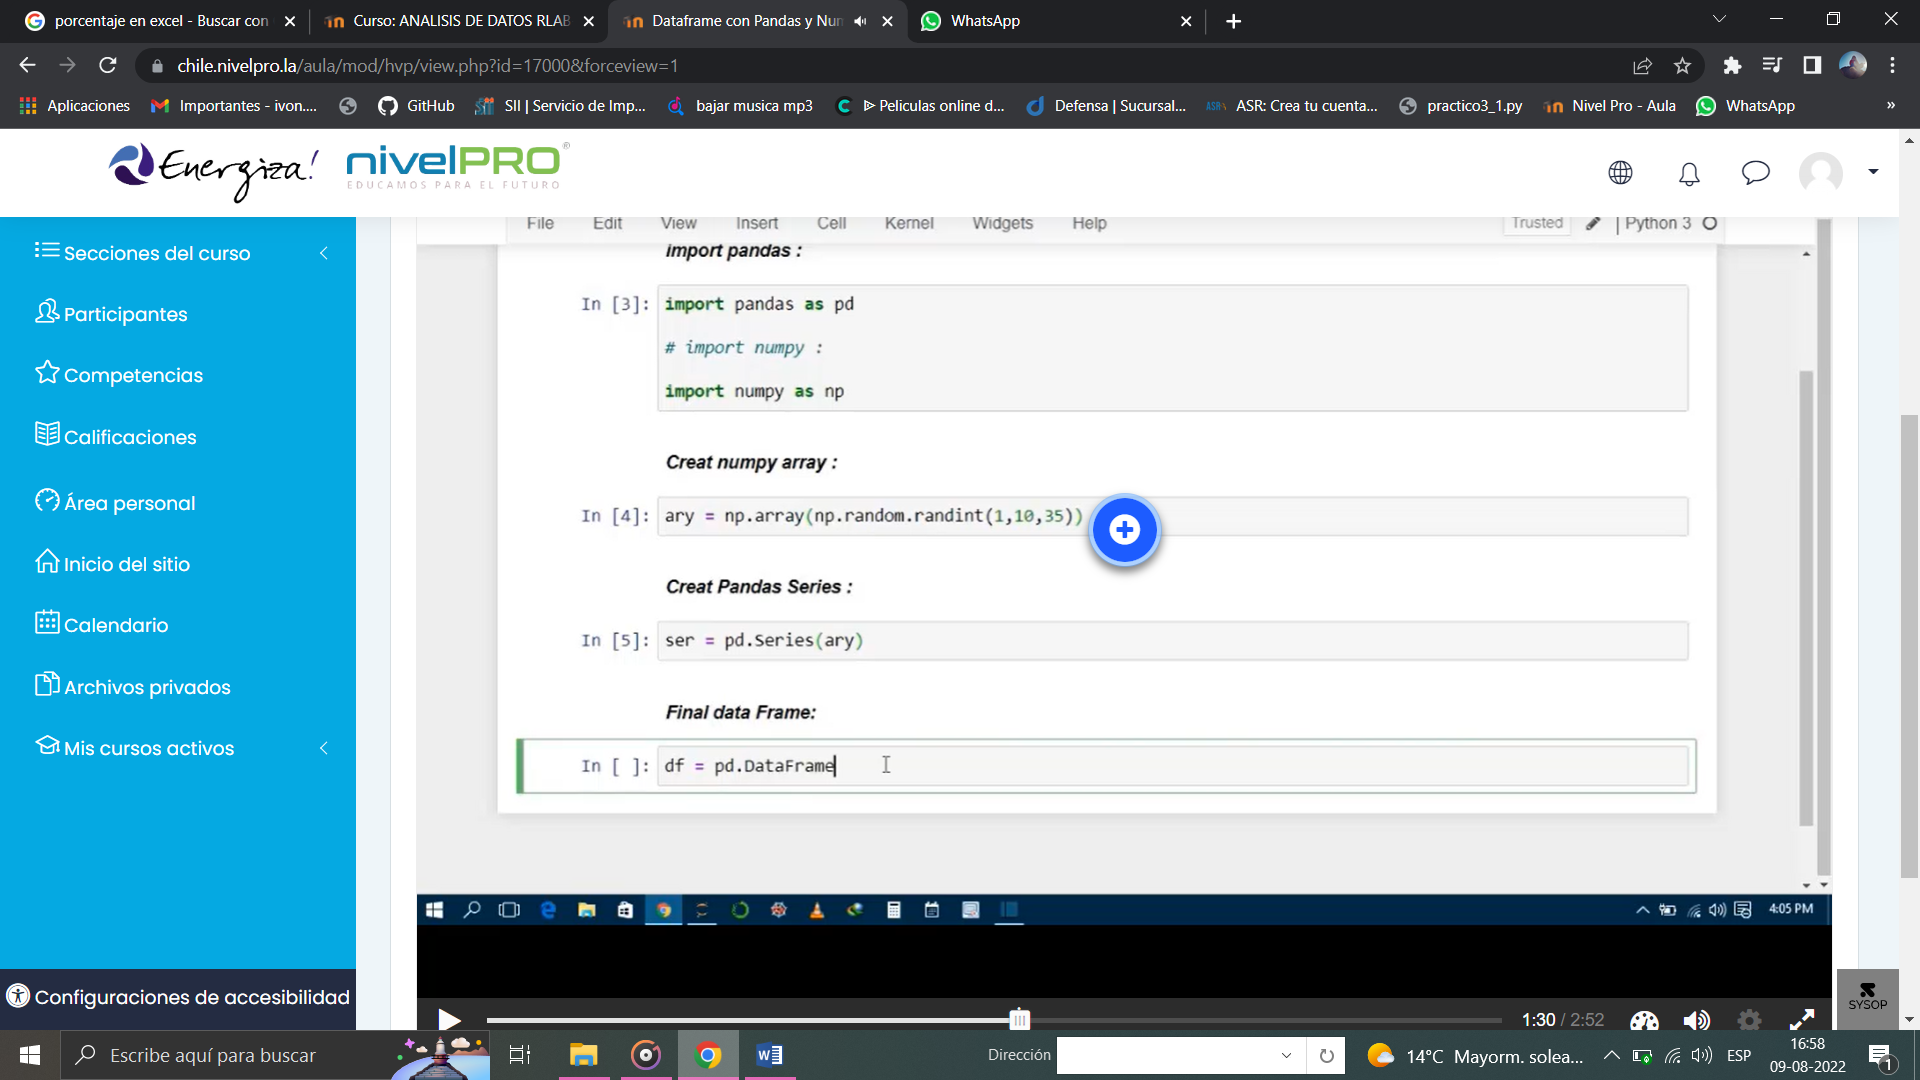 porcentaje en excel - Buscar con
Curso: ANALISIS DE DATOS RLAB
Dataframe con Pandas y Num
WhatsApp
chile.nivelpro.la/aula/mod/hvp/view.php?id=17000&forceview=1
Aplicaciones
Importantes - ivon....
GitHub
SII | Servicio de Imp...
bajar musica mp3
Peliculas online d...
Defensa | Sucursal...
ASR: Crea tu cuenta...
practico3_1.py
Nivel Pro - Aula
WhatsApp
»
Energiza!
nivelPRO®
EDUCAMOS PARA EL FUTURO
Secciones del curso
Participantes
Competencias
Calificaciones
Área personal
Inicio del sitio
Calendario
Archivos privados
Mis cursos activos
Configuraciones de accesibilidad
File Edit View Insert Cell Kernel Widgets Help
Trusted | Python 3
import pandas :
In [3]: import pandas as pd
# import numpy :
import numpy as np
Creat numpy array :
In [4]: ary = np.array(np.random.randint(1,10,35))
Creat Pandas Series :
In [5]: ser = pd.Series(ary)
Final data Frame:
In [ ]: df = pd.DataFrame
4:05 PM
1:30 / 2:52
SYSOP
Escribe aquí para buscar
Dirección
14°C Mayorm. solea...
ESP
16:58
09-08-2022
1